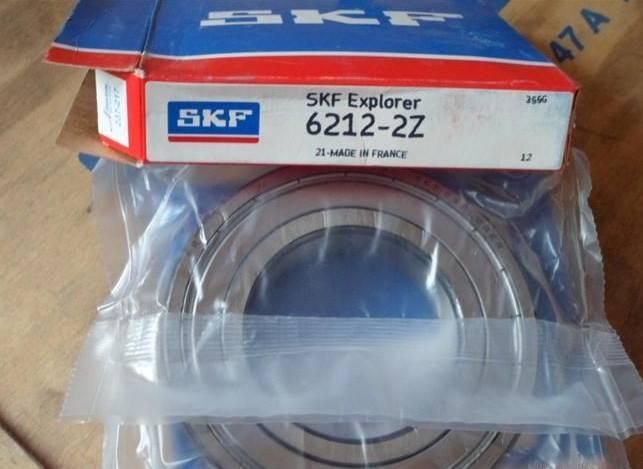 SKF
47A
SKF
SKF Explorer
6212-2Z
21-MADE IN FRANCE
356G
12